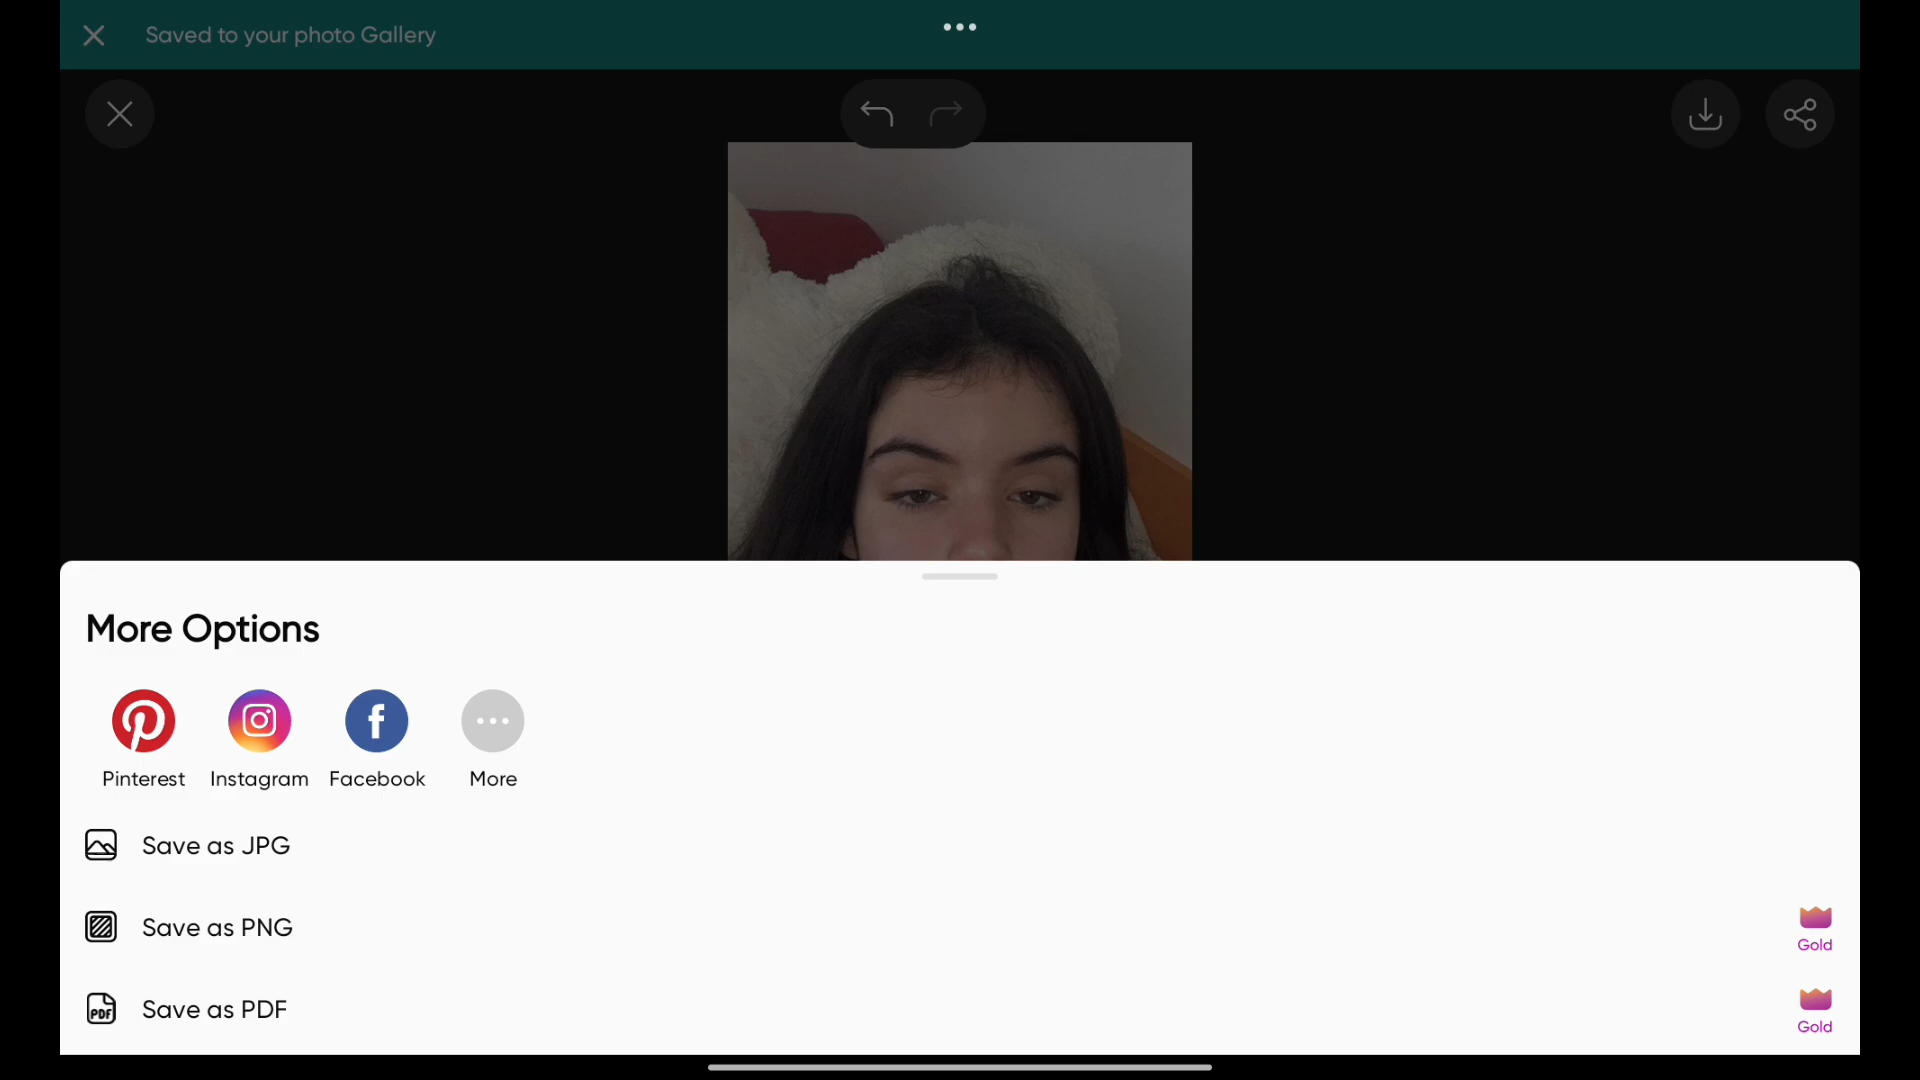 Saved to your photo Gallery
More Options
Pinterest Instagram Facebook More
Save as JPG
Save as PNG
Gold
PDF Save as PDF
Gold